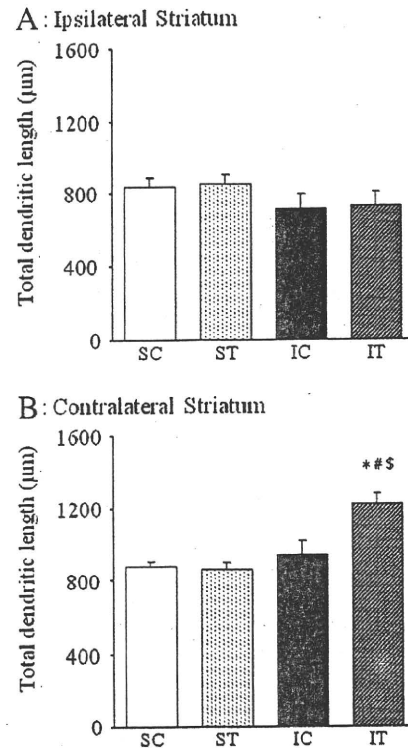 A: Ipsilateral Striatum
Total dendritic length (μm)
1600
1200
800
400
0
SC ST IC IT
B: Contralateral Striatum
Total dendritic length (μm)
1600
1200
800
400
0
*#$
SC ST IC IT